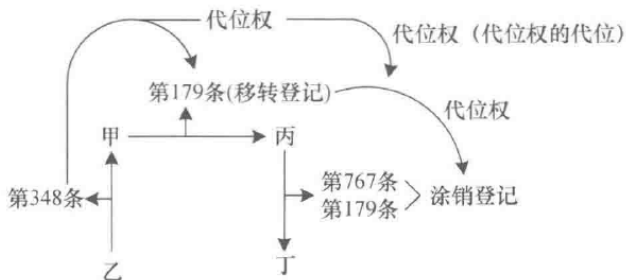 代位权
代位权（代位权的代位）
第179条(移转登记)
代位权
甲
丙
第348条
第767条
第179条
涂销登记
乙
丁